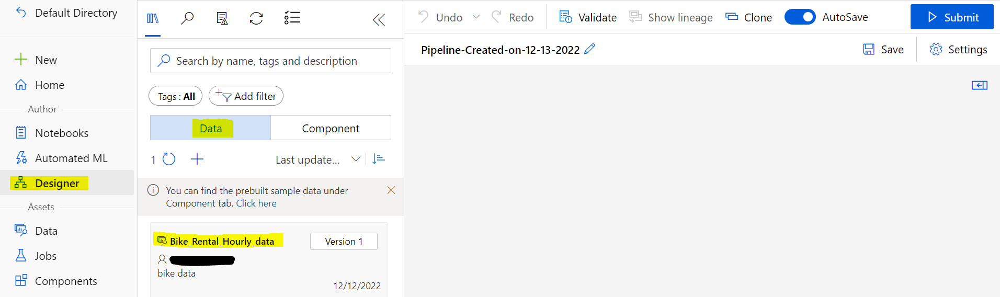 Default Directory
New
Home
Author
Notebooks
Automated ML
Designer
Assets
Data
Jobs
Components
Search by name, tags and description
Tags : All
Add filter
Data
Component
1
Last update...
You can find the prebuilt sample data under
Component tab. Click here
Bike_Rental_Hourly_data
Version 1
bike data
12/12/2022
Undo
Redo
Validate
Show lineage
Clone
AutoSave
Submit
Pipeline-Created-on-12-13-2022
Save
Settings